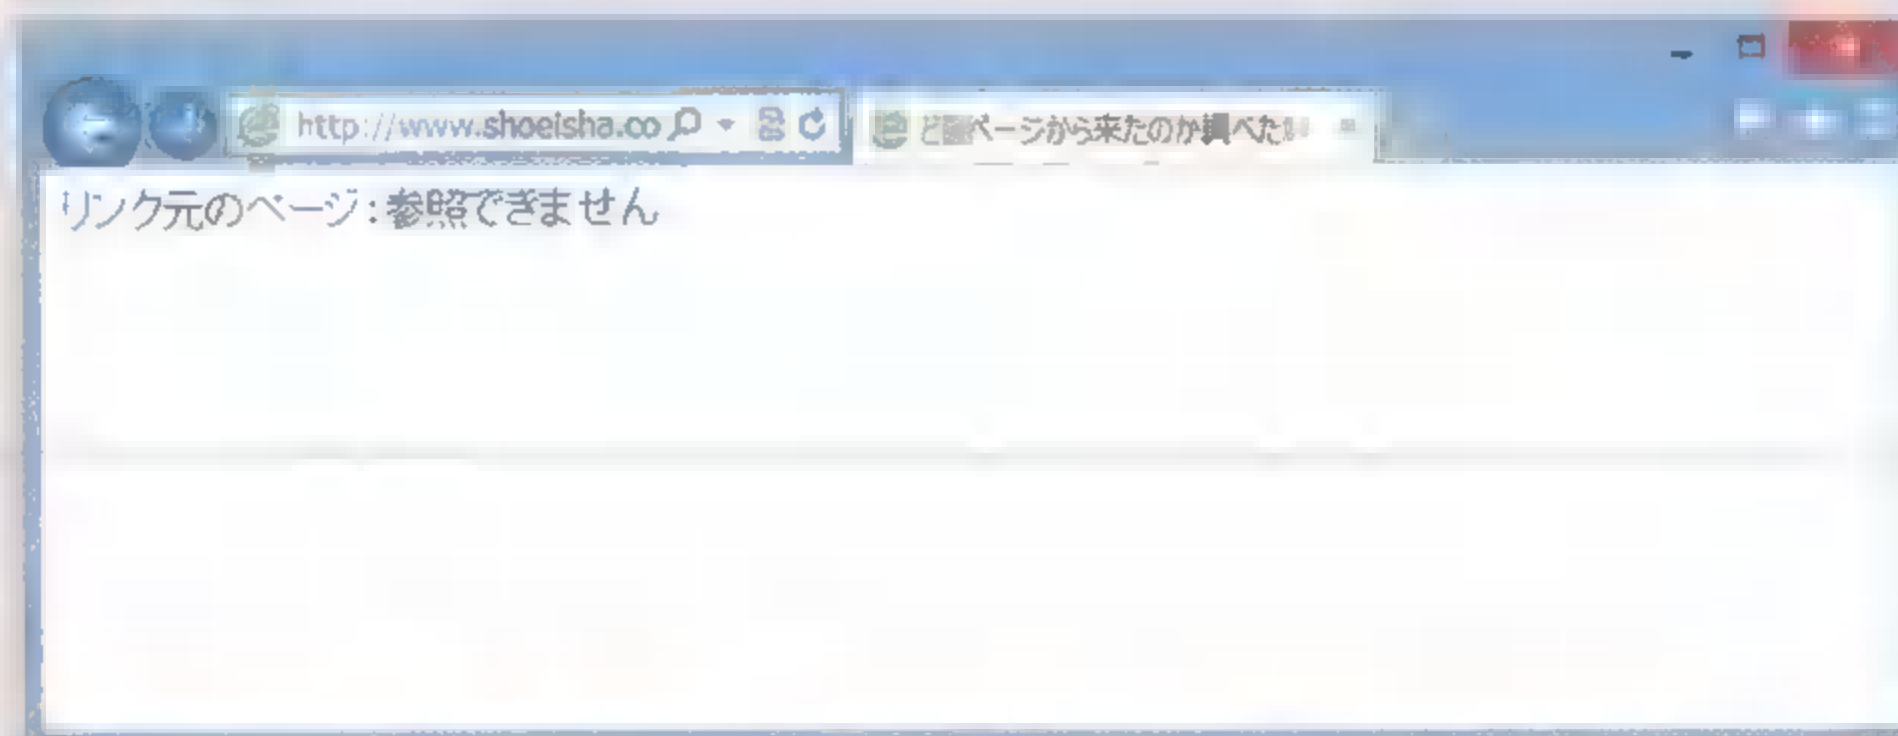 http://www.shoeisha.co
ページから来たのか調べたい
リンク元のページ:参照できません